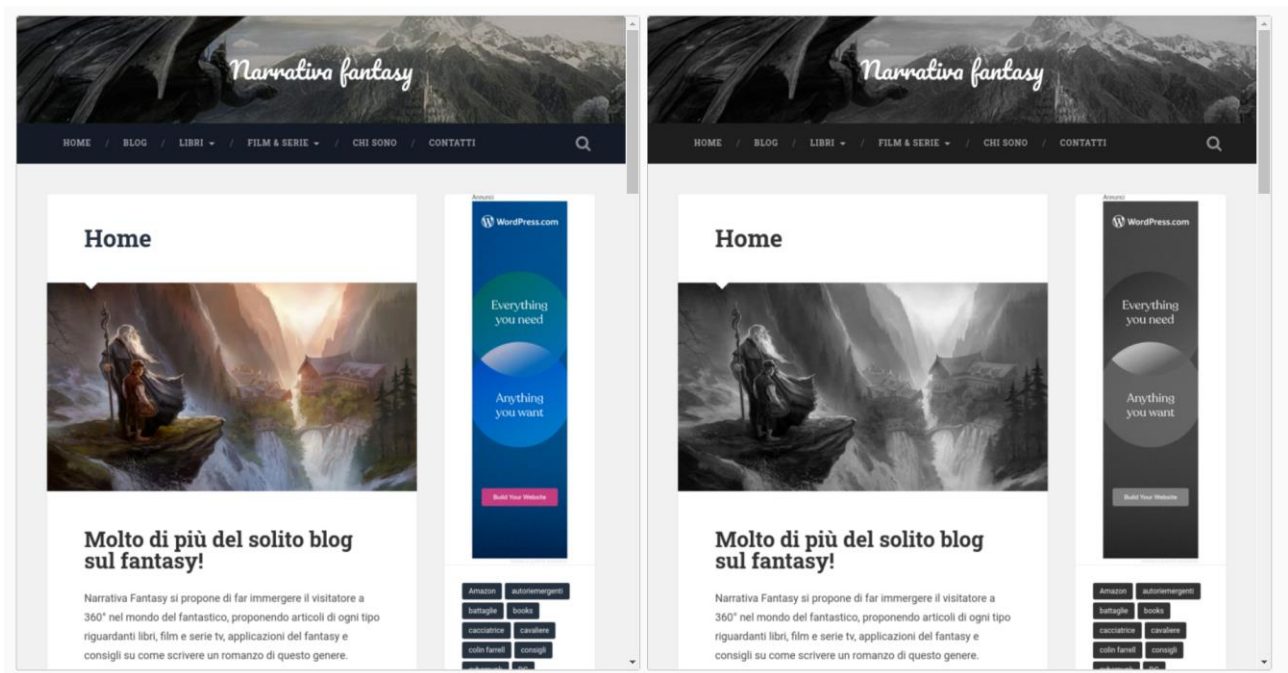 Narrativa fantasy
HOME / BLOG / LIBRI / FILM & SERIE / CHI SONO / CONTATTI
Home
Molto di più del solito blog
sul fantasy!
Narrativa Fantasy si propone di far immergere il visitatore a
360° nel mondo del fantastico, proponendo articoli di ogni tipo
riguardanti libri, film e serie tv, applicazioni del fantasy e
consigli su come scrivere un romanzo di questo genere.
Annunci
WordPress.com
Everything
you need
Anything
you want
Build Your Website
Amazon autoriemergenti
battaglie books
cacciatrice cavaliere
colin farrell consigli
Narrativa fantasy
HOME / BLOG / LIBRI / FILM & SERIE / CHI SONO / CONTATTI
Home
Molto di più del solito blog
sul fantasy!
Narrativa Fantasy si propone di far immergere il visitatore a
360° nel mondo del fantastico, proponendo articoli di ogni tipo
riguardanti libri, film e serie tv, applicazioni del fantasy e
consigli su come scrivere un romanzo di questo genere.
Annunci
WordPress.com
Everything
you need
Anything
you want
Build Your Website
Amazon autoriemergenti
battaglie books
cacciatrice cavaliere
colin farrell consigli